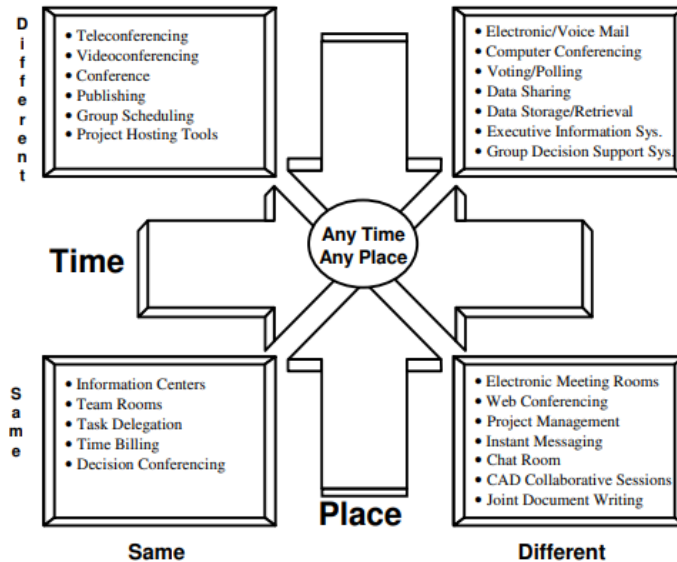 Different
• Teleconferencing
• Videoconferencing
• Conference
• Publishing
• Group Scheduling
• Project Hosting Tools
• Electronic/Voice Mail
• Computer Conferencing
• Voting/Polling
• Data Sharing
• Data Storage/Retrieval
• Executive Information Sys.
• Group Decision Support Sys.
Time
Any Time
Any Place
Same
• Information Centers
• Team Rooms
• Task Delegation
• Time Billing
• Decision Conferencing
• Electronic Meeting Rooms
• Web Conferencing
• Project Management
• Instant Messaging
• Chat Room
• CAD Collaborative Sessions
• Joint Document Writing
Place
Same
Different